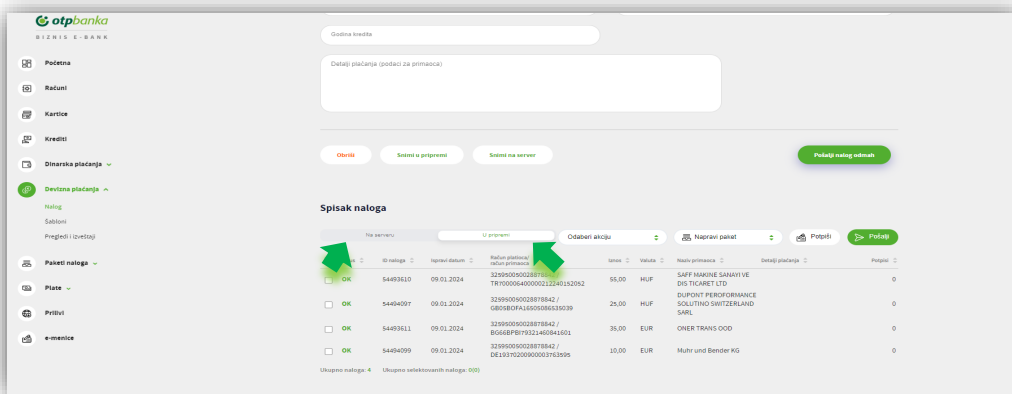 otpbanka
BIZNIS E-BANK
Početna
Računi
Kartice
Krediti
Dinarska plaćanja
Devizna plaćanja
Nalog
Sabloni
Pregledi i izveštaji
Paketi naloga
Plate
Prilivi
e-menice
Godina kredita
Detalji plaćanja (podaci za primaoca)
Obriši Snimi u pripremi Snimi na server Pošalji nalog odmah
Spisak naloga
Na serveru U pripremi Odaberi akciju Napravi paket Potpiši Pošalji
ID naloga Ispravi datum Račun platioca/ račun primaoca Iznos Valuta Naziv primaoca Detalji plaćanja Potpisi
OK 54493610 09.01.2024 325950050028878842 /
55,00 HUF SAFF MAKINE SANAYI VE
DIS TICARET LTD 0
OK 54494097 09.01.2024 325950050028878842 /
GB05BOFA16505086535039 25,00 HUF DUPONT PEROFORMANCE
SOLUTINO SWITZERLAND
SARL 0
OK 54493611 09.01.2024 325950050028878842 /
BG66BPBI79321460841601 35,00 EUR ONER TRANS OOD 0
OK 54494099 09.01.2024 325950050028878842 /
DE19370200900003763595 10,00 EUR Muhr und Bender KG 0
Ukupno naloga: 4 Ukupno selektovanih naloga: 0(0)